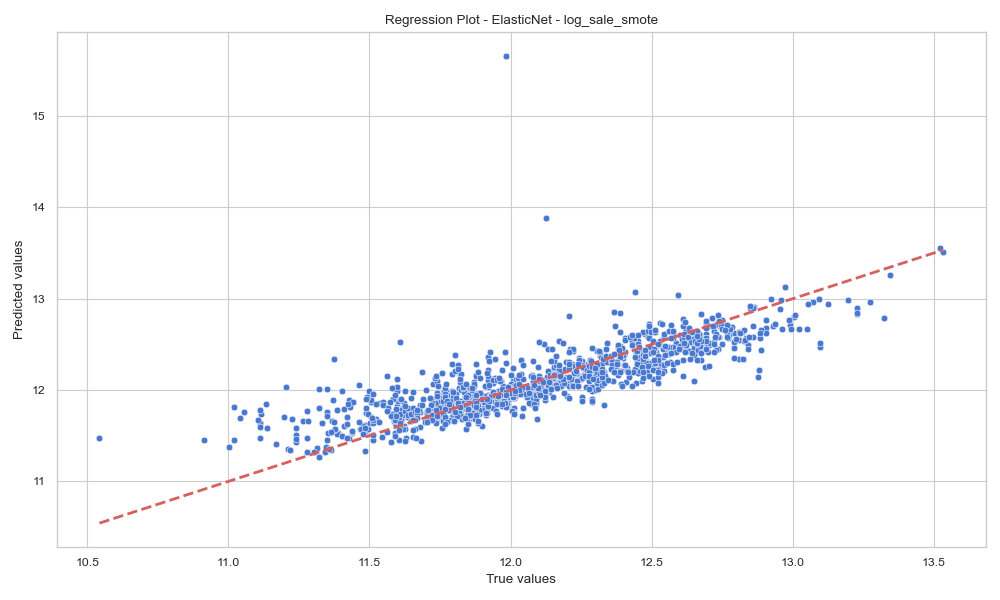 Regression Plot - ElasticNet - log_sale_smote
Predicted values
15
14
13
12
11
10.5 11.0 11.5 12.0 12.5 13.0 13.5
True values